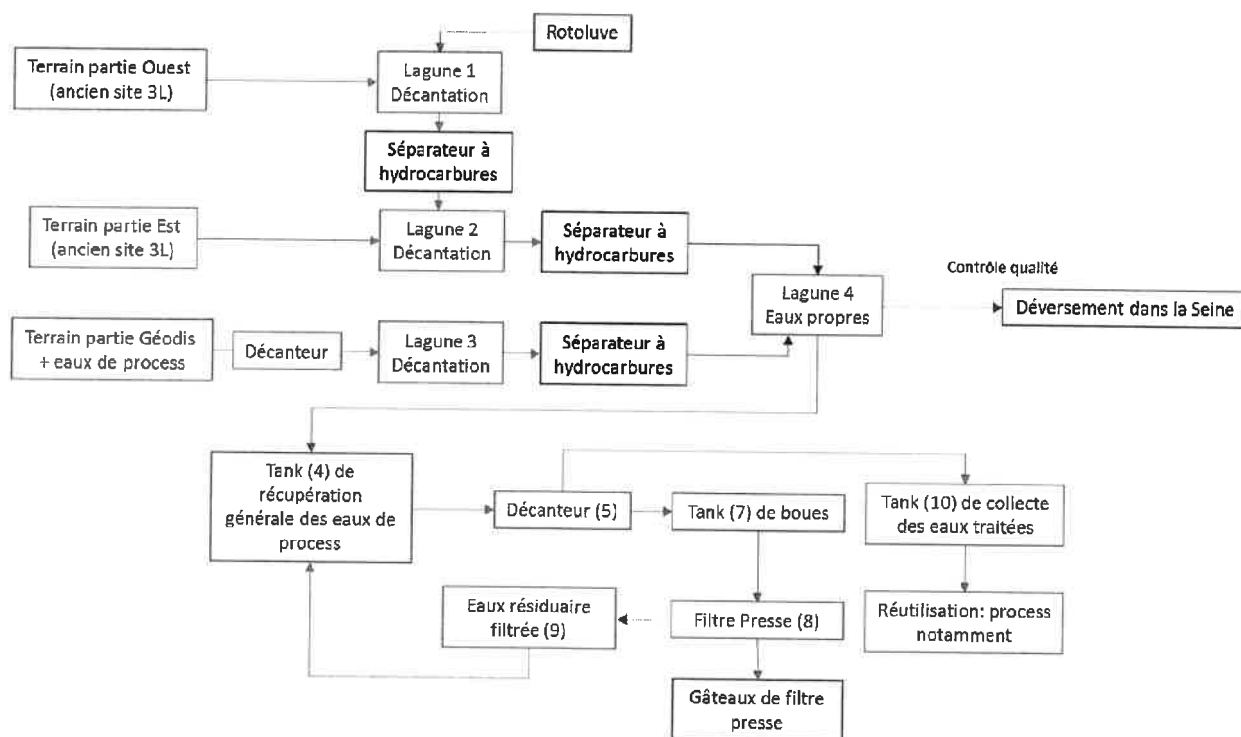 Rotoluve
Terrain partie Ouest
(ancien site 3L)
Lagune 1
Décantation
Séparateur à
hydrocarbures
Terrain partie Est
(ancien site 3L)
Lagune 2
Décantation
Séparateur à
hydrocarbures
Contrôle qualité
Lagune 4
Eaux propres
Déversement dans la Seine
Terrain partie Géodis
+ eaux de process
Décanteur
Lagune 3
Décantation
Séparateur à
hydrocarbures
Tank (4) de
récupération
générale des eaux de
process
Décanteur (5)
Tank (7) de boues
Tank (10) de collecte
des eaux traitées
Eaux résiduaire
filtrée (9)
Filtre Presse (8)
Réutilisation: process
notamment
Gâteaux de filtre
presse